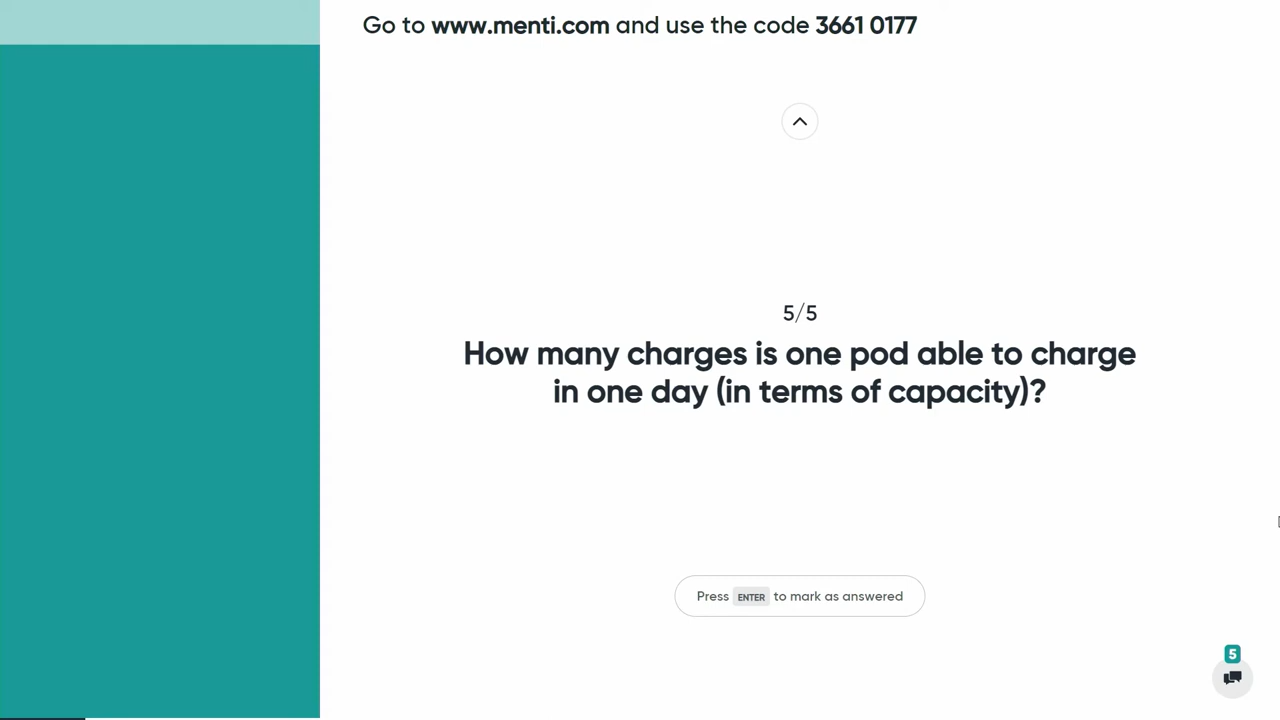 Go to www.menti.com and use the code 3661 0177
5/5
How many charges is one pod able to charge
in one day (in terms of capacity)?
Press ENTER to mark as answered
5